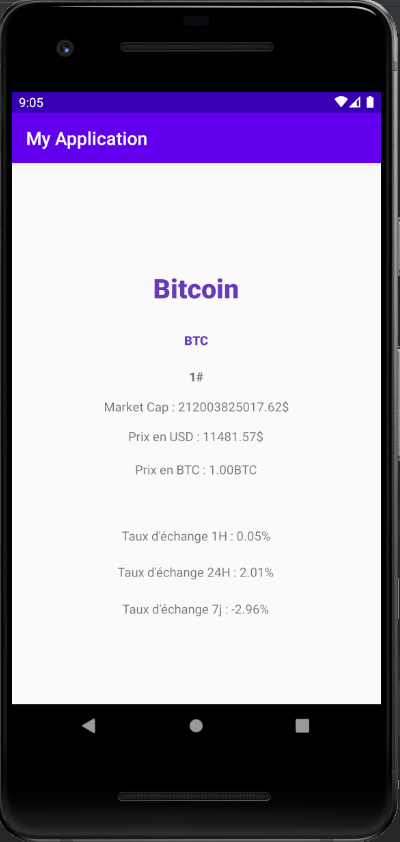 9:05
My Application
Bitcoin
BTC
1#
Market Cap : 212003825017.62$
Prix en USD : 11481.57$
Prix en BTC : 1.00BTC
Taux d'échange 1H : 0.05%
Taux d'échange 24H : 2.01%
Taux d'échange 7j : -2.96%